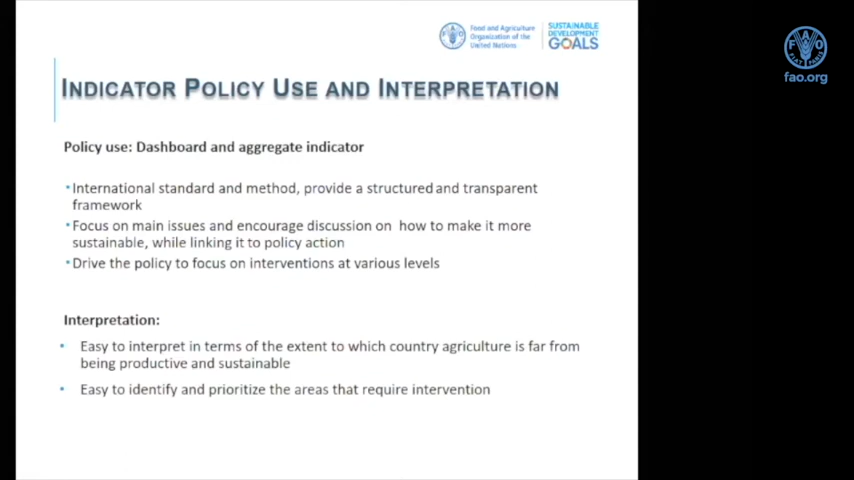 Food and Agriculture
Organization of the
United Nations
SUSTAINABLE
DEVELOPMENT
GOALS
fao.org
INDICATOR POLICY USE AND INTERPRETATION
Policy use: Dashboard and aggregate indicator
•International standard and method, provide a structured and transparent
framework
•Focus on main issues and encourage discussion on how to make it more
sustainable, while linking it to policy action
•Drive the policy to focus on interventions at various levels
Interpretation:
• Easy to interpret in terms of the extent to which country agriculture is far from
being productive and sustainable
• Easy to identify and prioritize the areas that require intervention